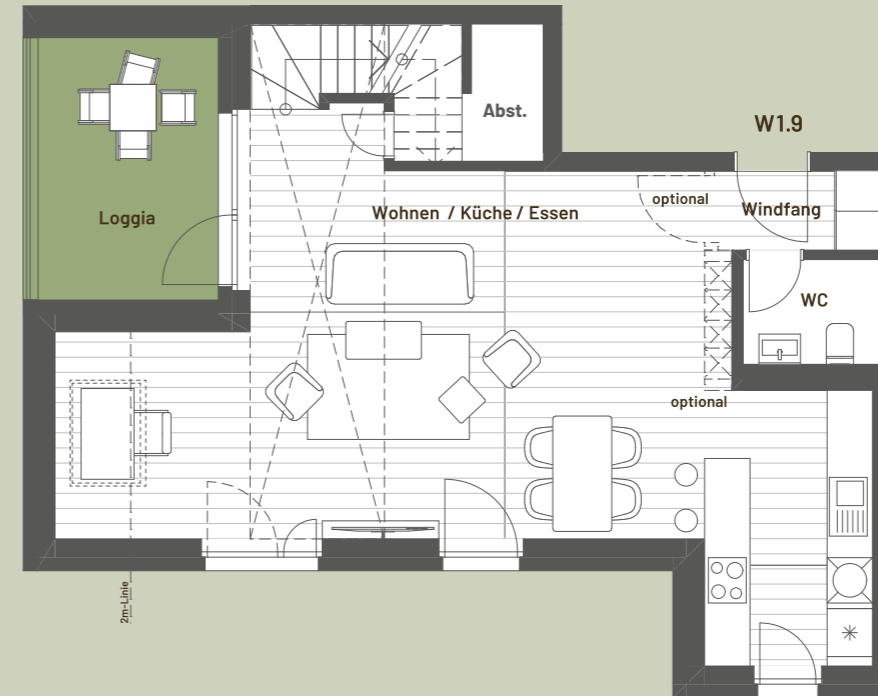 Abst.
W1.9
optional
Wohnen / Küche / Essen
Windfang
Loggia
WC
optional
2m-Linie